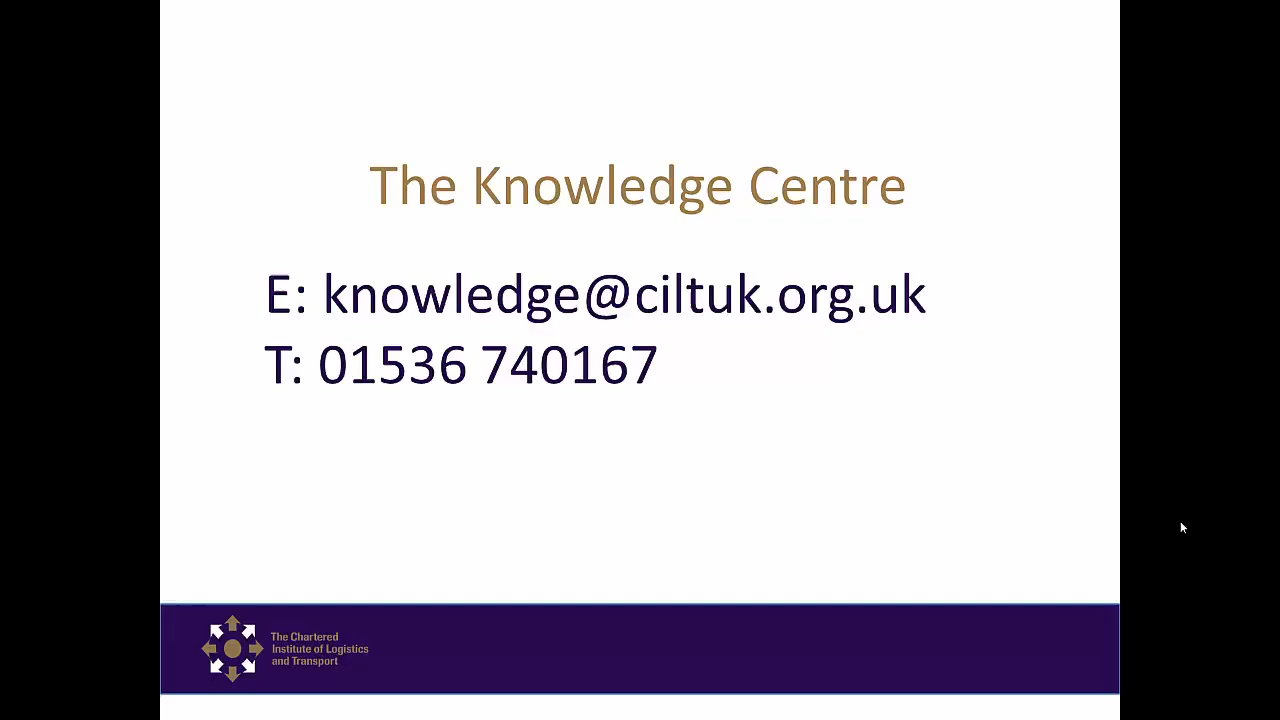 The Knowledge Centre
E: knowledge@ciltuk.org.uk
T: 01536 740167
The Chartered
Institute of Logistics
and Transport